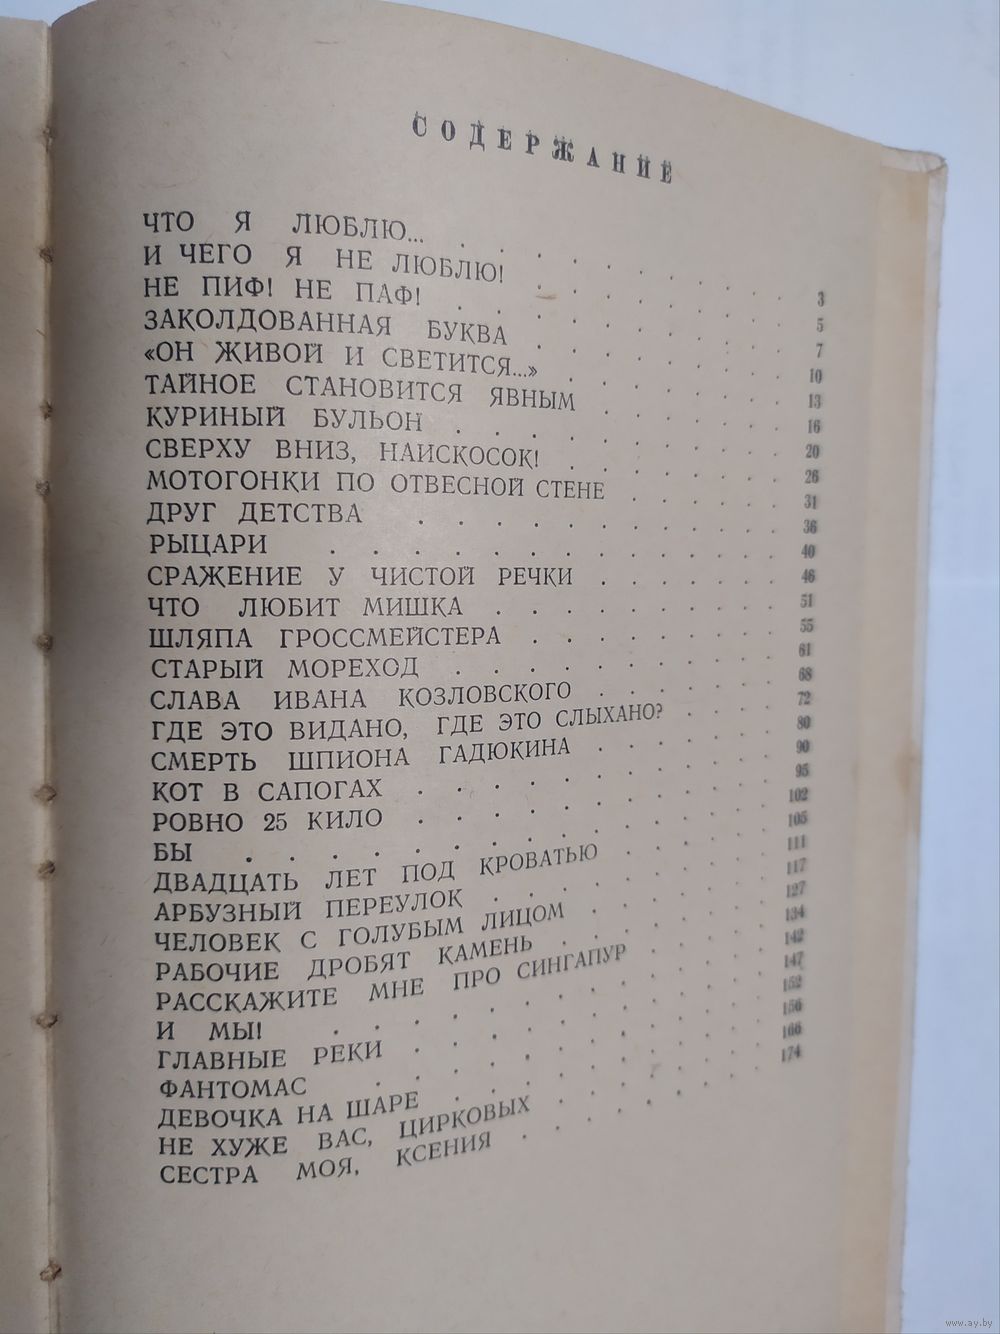 СОДЕРЖАНИЕ
ЧТО Я ЛЮБЛЮ... . . . . . . . . . 3
И ЧЕГО Я НЕ ЛЮБЛЮ! . . . . . . . 5
НЕ ПИФ! НЕ ПАФ! . . . . . . . . . 7
ЗАКОЛДОВАННАЯ БУКВА . . . . . . . 10
«ОН ЖИВОЙ И СВЕТИТСЯ...» . . . . . . 13
ТАЙНОЕ СТАНОВИТСЯ ЯВНЫМ . . . . . 16
КУРИНЫЙ БУЛЬОН . . . . . . . . . 20
СВЕРХУ ВНИЗ, НАИСКОСОК! . . . . . . 26
МОТОГОНКИ ПО ОТВЕСНОЙ СТЕНЕ . . . . 31
ДРУГ ДЕТСТВА . . . . . . . . . . 36
РЫЦАРИ . . . . . . . . . . . 40
СРАЖЕНИЕ У ЧИСТОЙ РЕЧКИ . . . . . 46
ЧТО ЛЮБИТ МИШКА . . . . . . . . 51
ШЛЯПА ГРОССМЕЙСТЕРА . . . . . . . 55
СТАРЫЙ МОРЕХОД . . . . . . . . . 61
СЛАВА ИВАНА КОЗЛОВСКОГО . . . . . 68
ГДЕ ЭТО ВИДАНО, ГДЕ ЭТО СЛЫХАНО? . . . 72
СМЕРТЬ ШПИОНА ГАДЮКИНА . . . . . 80
КОТ В САПОГАХ . . . . . . . . . 90
РОВНО 25 КИЛО . . . . . . . . . 95
БЫ . . . . . . . . . . . . . 102
ДВАДЦАТЬ ЛЕТ ПОД КРОВАТЬЮ . . . . 105
АРБУЗНЫЙ ПЕРЕУЛОК . . . . . . . 111
ЧЕЛОВЕК С ГОЛУБЫМ ЛИЦОМ . . . . . 117
РАБОЧИЕ ДРОБЯТ КАМЕНЬ . . . . . . 127
РАССКАЖИТЕ МНЕ ПРО СИНГАПУР . . . . 134
И МЫ! . . . . . . . . . . . 142
ГЛАВНЫЕ РЕКИ . . . . . . . . . 147
ФАНТОМАС . . . . . . . . . . 152
ДЕВОЧКА НА ШАРЕ . . . . . . . . 156
НЕ ХУЖЕ ВАС, ЦИРКОВЫХ . . . . . 166
СЕСТРА МОЯ, КСЕНИЯ . . . . . . 174
www.ay.by